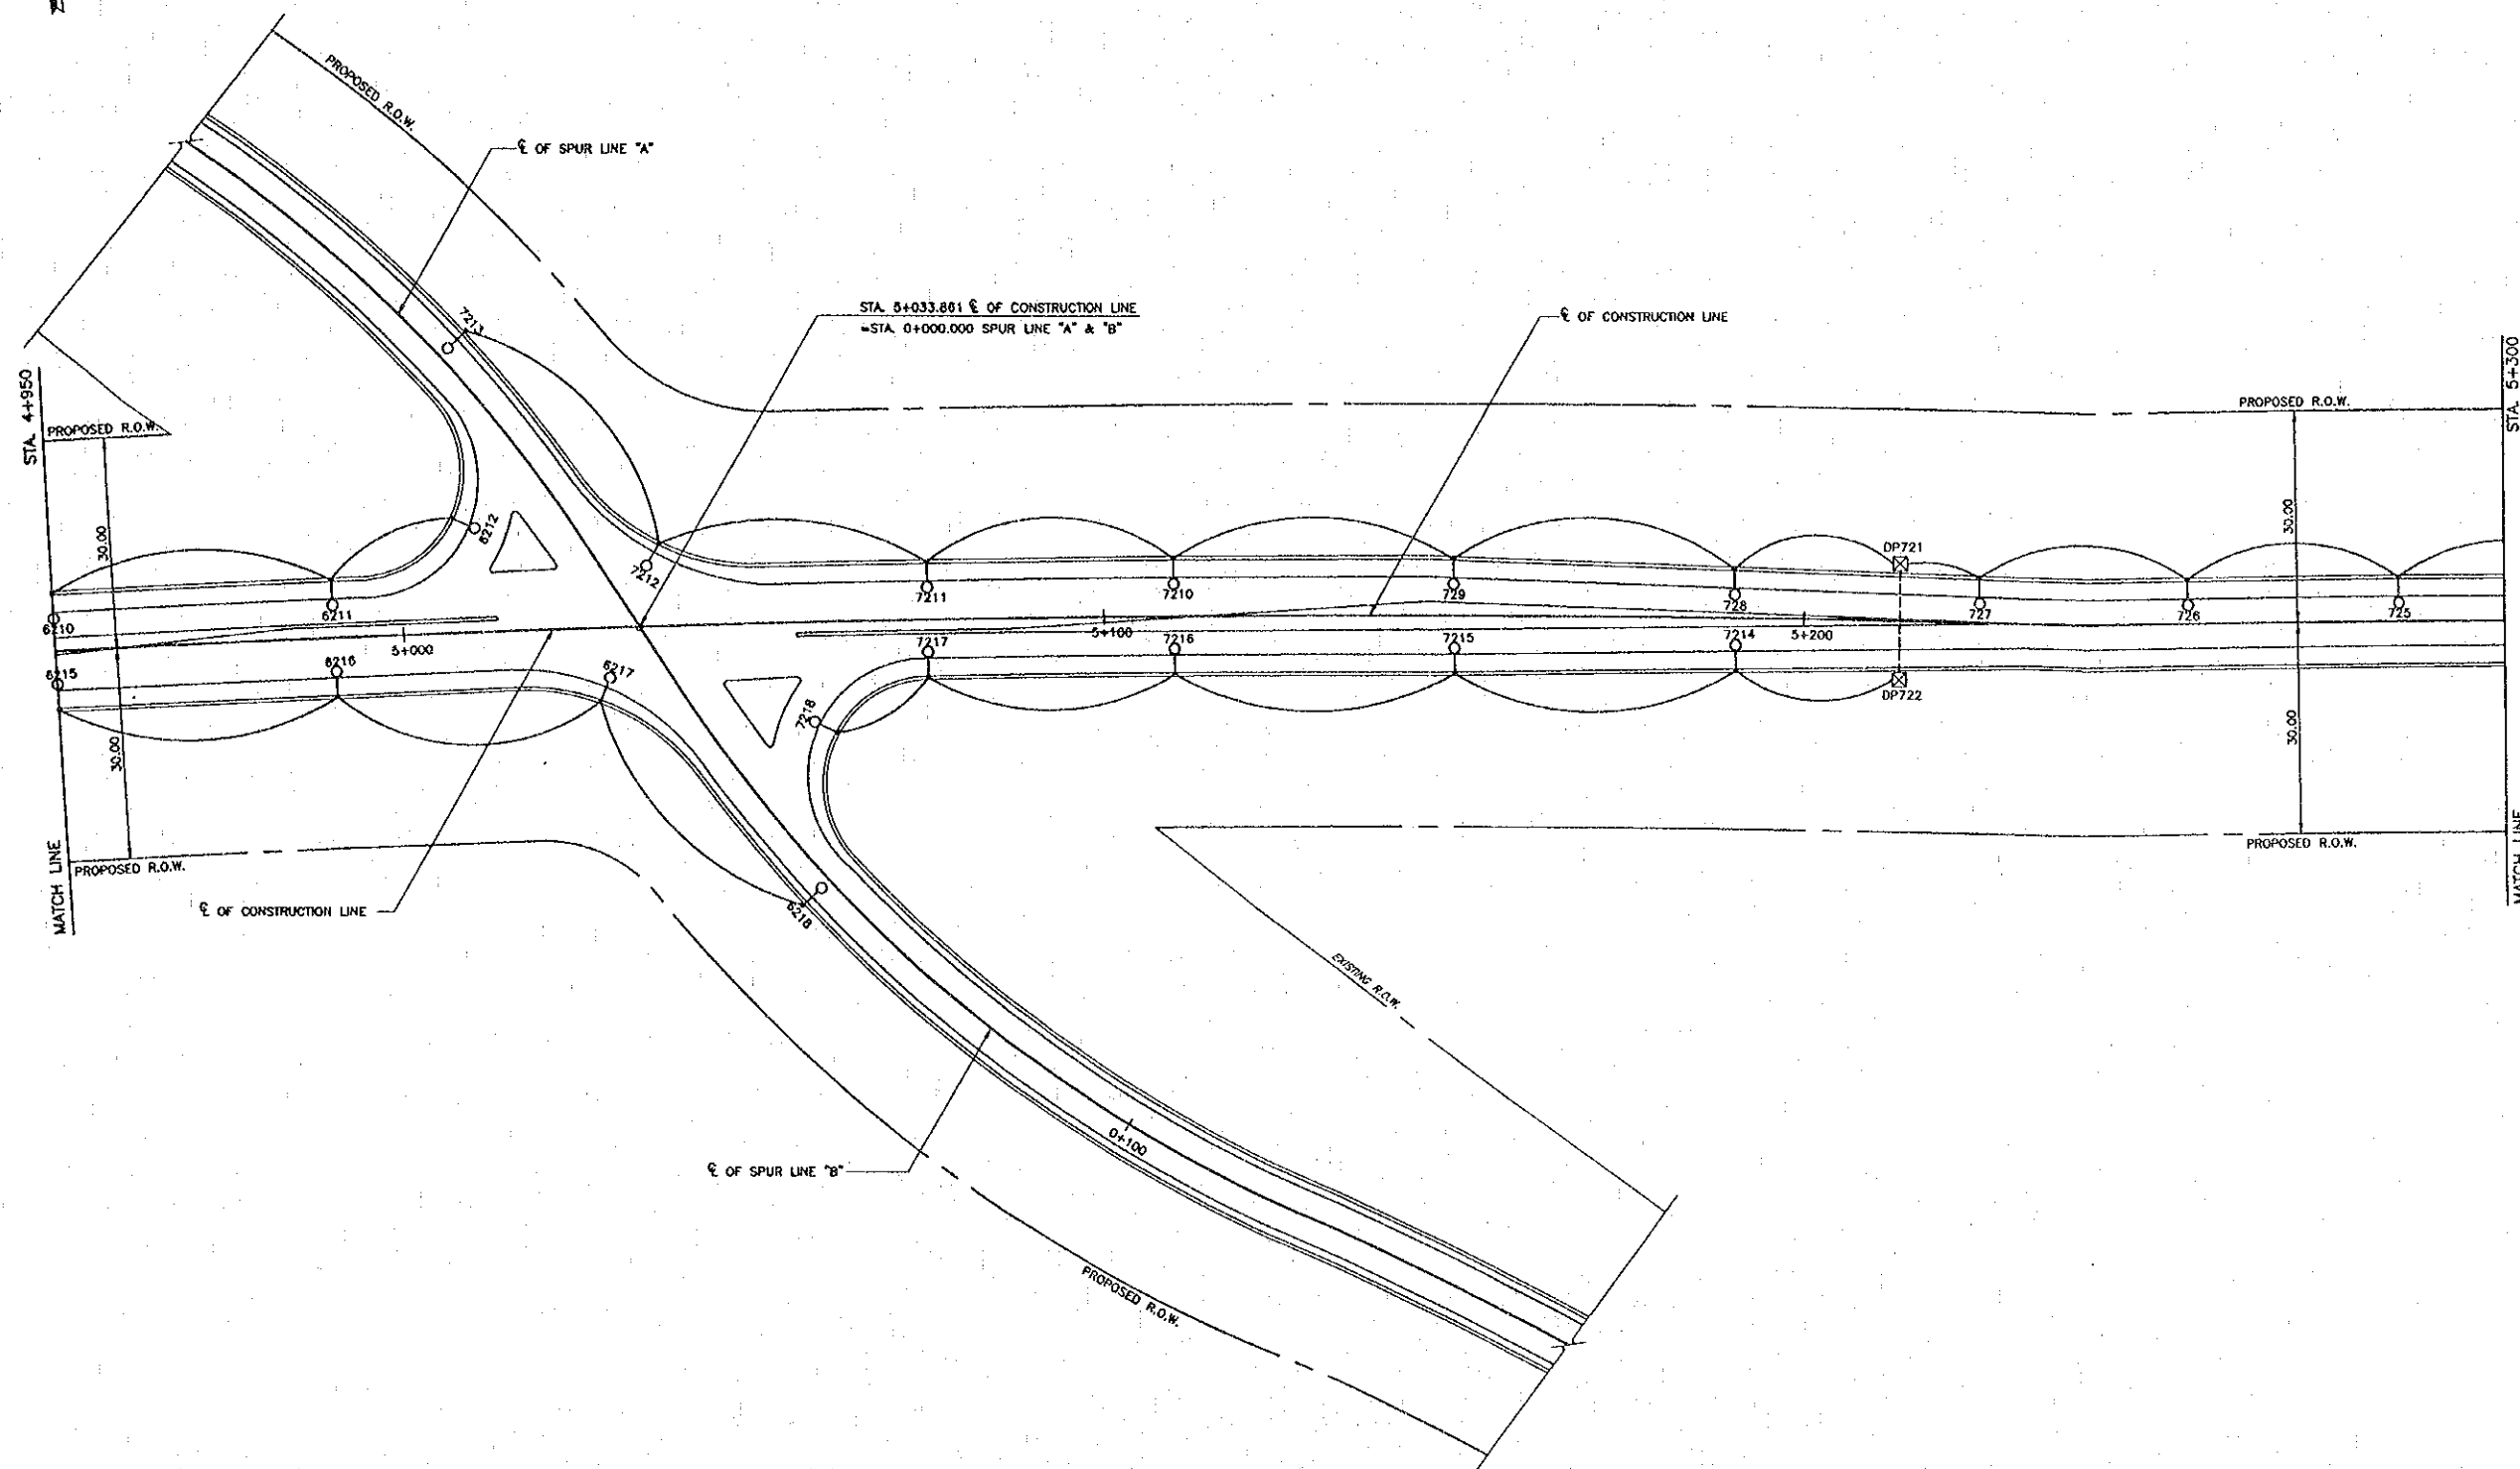 PROPOSED R.O.W.
℄ OF SPUR LINE "A"
7213
STA. 5+033.861 ℄ OF CONSTRUCTION LINE
=STA. 0+000.000 SPUR LINE "A" & "B"
℄ OF CONSTRUCTION LINE
STA. 4+950
STA. 5+300
PROPOSED R.O.W.
PROPOSED R.O.W.
30.00
30.00
6212
7212
DP721
6210
6211
7211
7210
729
728
727
726
725
5+000
5+100
5+200
6215
6216
6217
7217
7216
7215
7214
7218
DP722
30.00
30.00
MATCH LINE
PROPOSED R.O.W.
℄ OF CONSTRUCTION LINE
6218
PROPOSED R.O.W.
MATCH LINE
EXISTING R.O.W.
0+100
℄ OF SPUR LINE "B"
PROPOSED R.O.W.